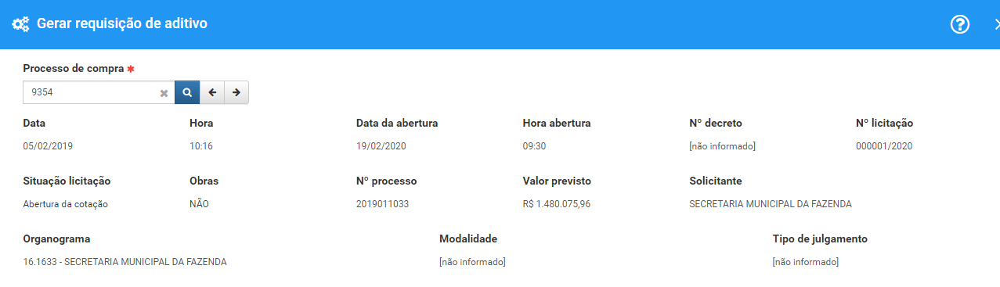 Gerar requisição de aditivo
Processo de compra *
9354
Data Hora Data da abertura Hora abertura Nº decreto Nº licitação
05/02/2019 10:16 19/02/2020 09:30 [não informado] 000001/2020
Situação licitação Obras Nº processo Valor previsto Solicitante
Abertura da cotação NÃO 2019011033 R$ 1.480.075,96 SECRETARIA MUNICIPAL DA FAZENDA
Organograma Modalidade Tipo de julgamento
16.1633 - SECRETARIA MUNICIPAL DA FAZENDA [não informado] [não informado]